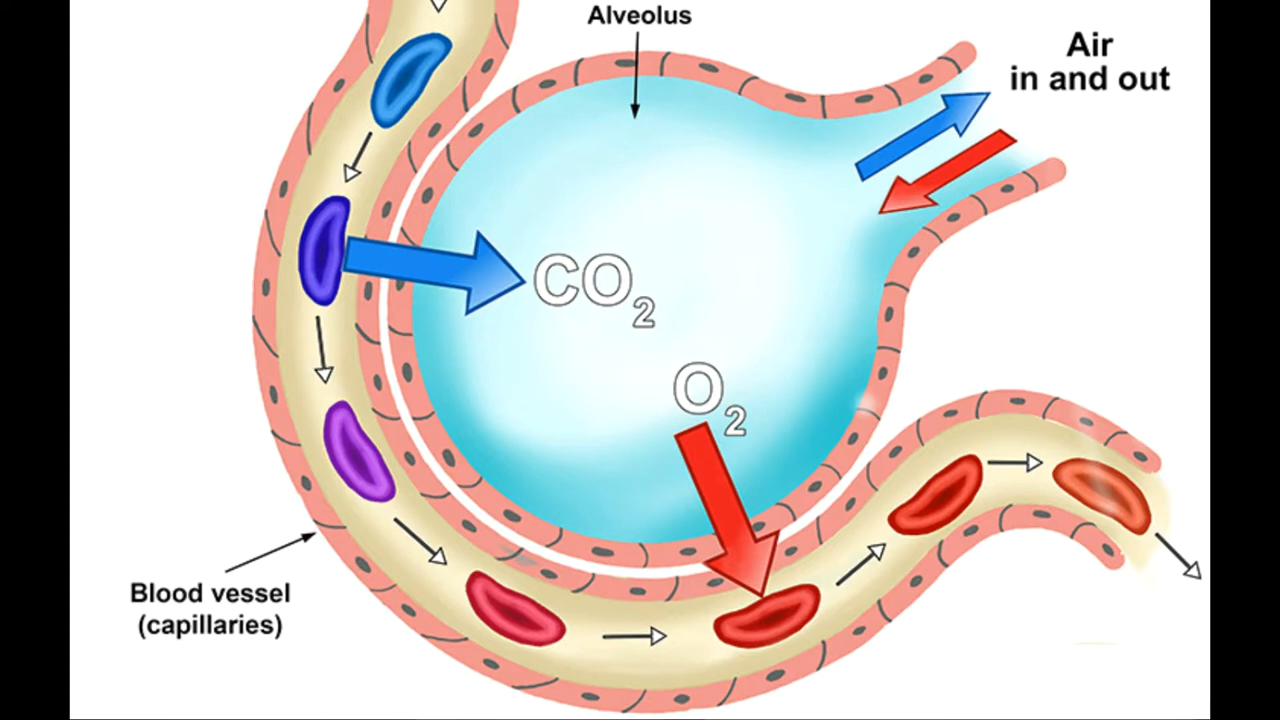 Alveolus
Air
in and out
CO₂
O₂
Blood vessel
(capillaries)